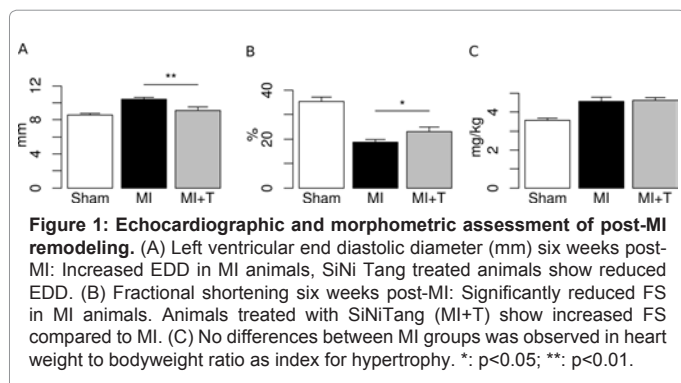 A
B
C
mm
0 4 8 12
**
Sham MI MI+T
%
0 20 40
*
Sham MI MI+T
mg/kg
0 2 4
Sham MI MI+T
Figure 1: Echocardiographic and morphometric assessment of post-MI
remodeling. (A) Left ventricular end diastolic diameter (mm) six weeks post-
MI: Increased EDD in MI animals, SiNi Tang treated animals show reduced
EDD. (B) Fractional shortening six weeks post-MI: Significantly reduced FS
in MI animals. Animals treated with SiNiTang (MI+T) show increased FS
compared to MI. (C) No differences between MI groups was observed in heart
weight to bodyweight ratio as index for hypertrophy. *: p<0.05; **: p<0.01.